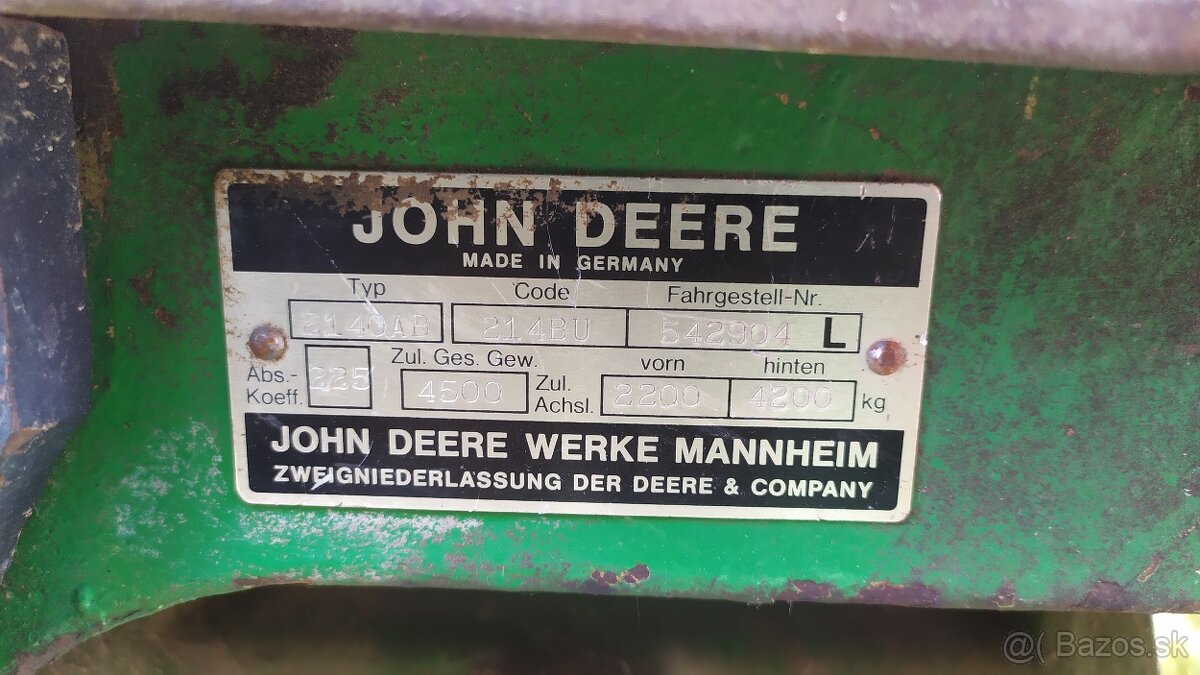 JOHN DEERE
MADE IN GERMANY
Typ Code Fahrgestell-Nr.
2140AB 214BU 542904 L
Zul. Ges. Gew. vorn hinten
Abs.-Koeff. 225 4500 Zul. Achsl. 2200 4200 kg
JOHN DEERE WERKE MANNHEIM
ZWEIGNIEDERLASSUNG DER DEERE & COMPANY
@( Bazos.sk